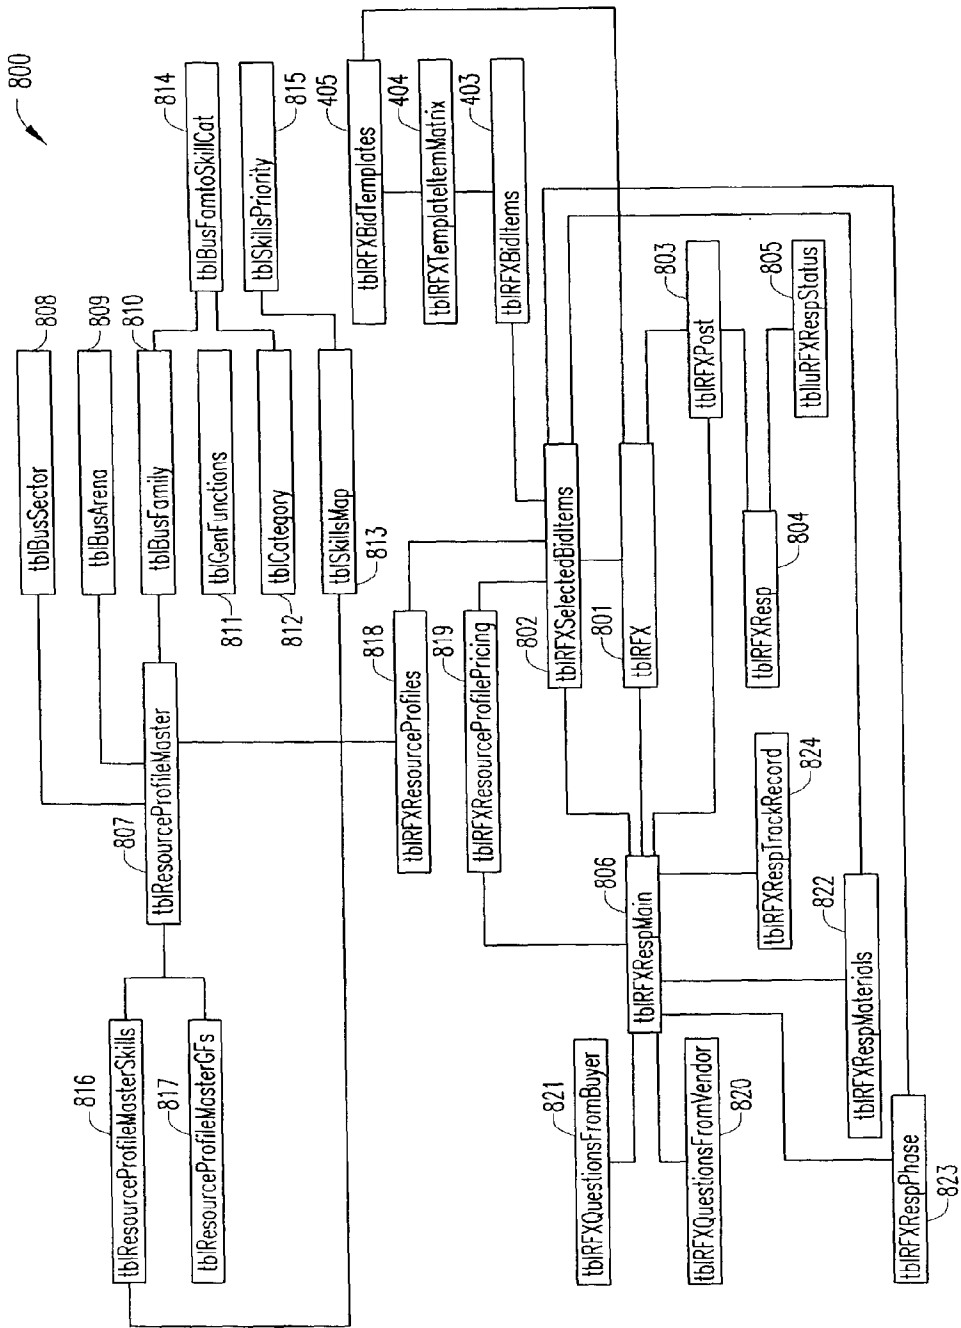 800
tblBusSector
808
tblBusArena
809
tblBusFamily
810
tblGenFunctions
811
tblCategory
812
tblSkillsMap
813
tblBusFamtoSkillCat
814
tblSkillsPriority
815
tblResourceProfileMaster
807
tblResourceProfileMasterSkills
816
tblResourceProfileMasterGFs
817
tblRFXBidTemplates
405
tblRFXTemplateItemMatrix
404
tblRFXBidItems
403
tblRFXResourceProfiles
818
tblRFXResourceProfilePricing
819
tblRFXSelectedBidItems
802
tblRFX
801
tblRFXPost
803
tblRFXResp
804
tblluRFXRespStatus
805
tblRFXRespMain
806
tblRFXQuestionsFromBuyer
821
tblRFXQuestionsFromVendor
820
tblRFXRespTrackRecord
824
tblRFXRespMaterials
822
tblRFXRespPhase
823